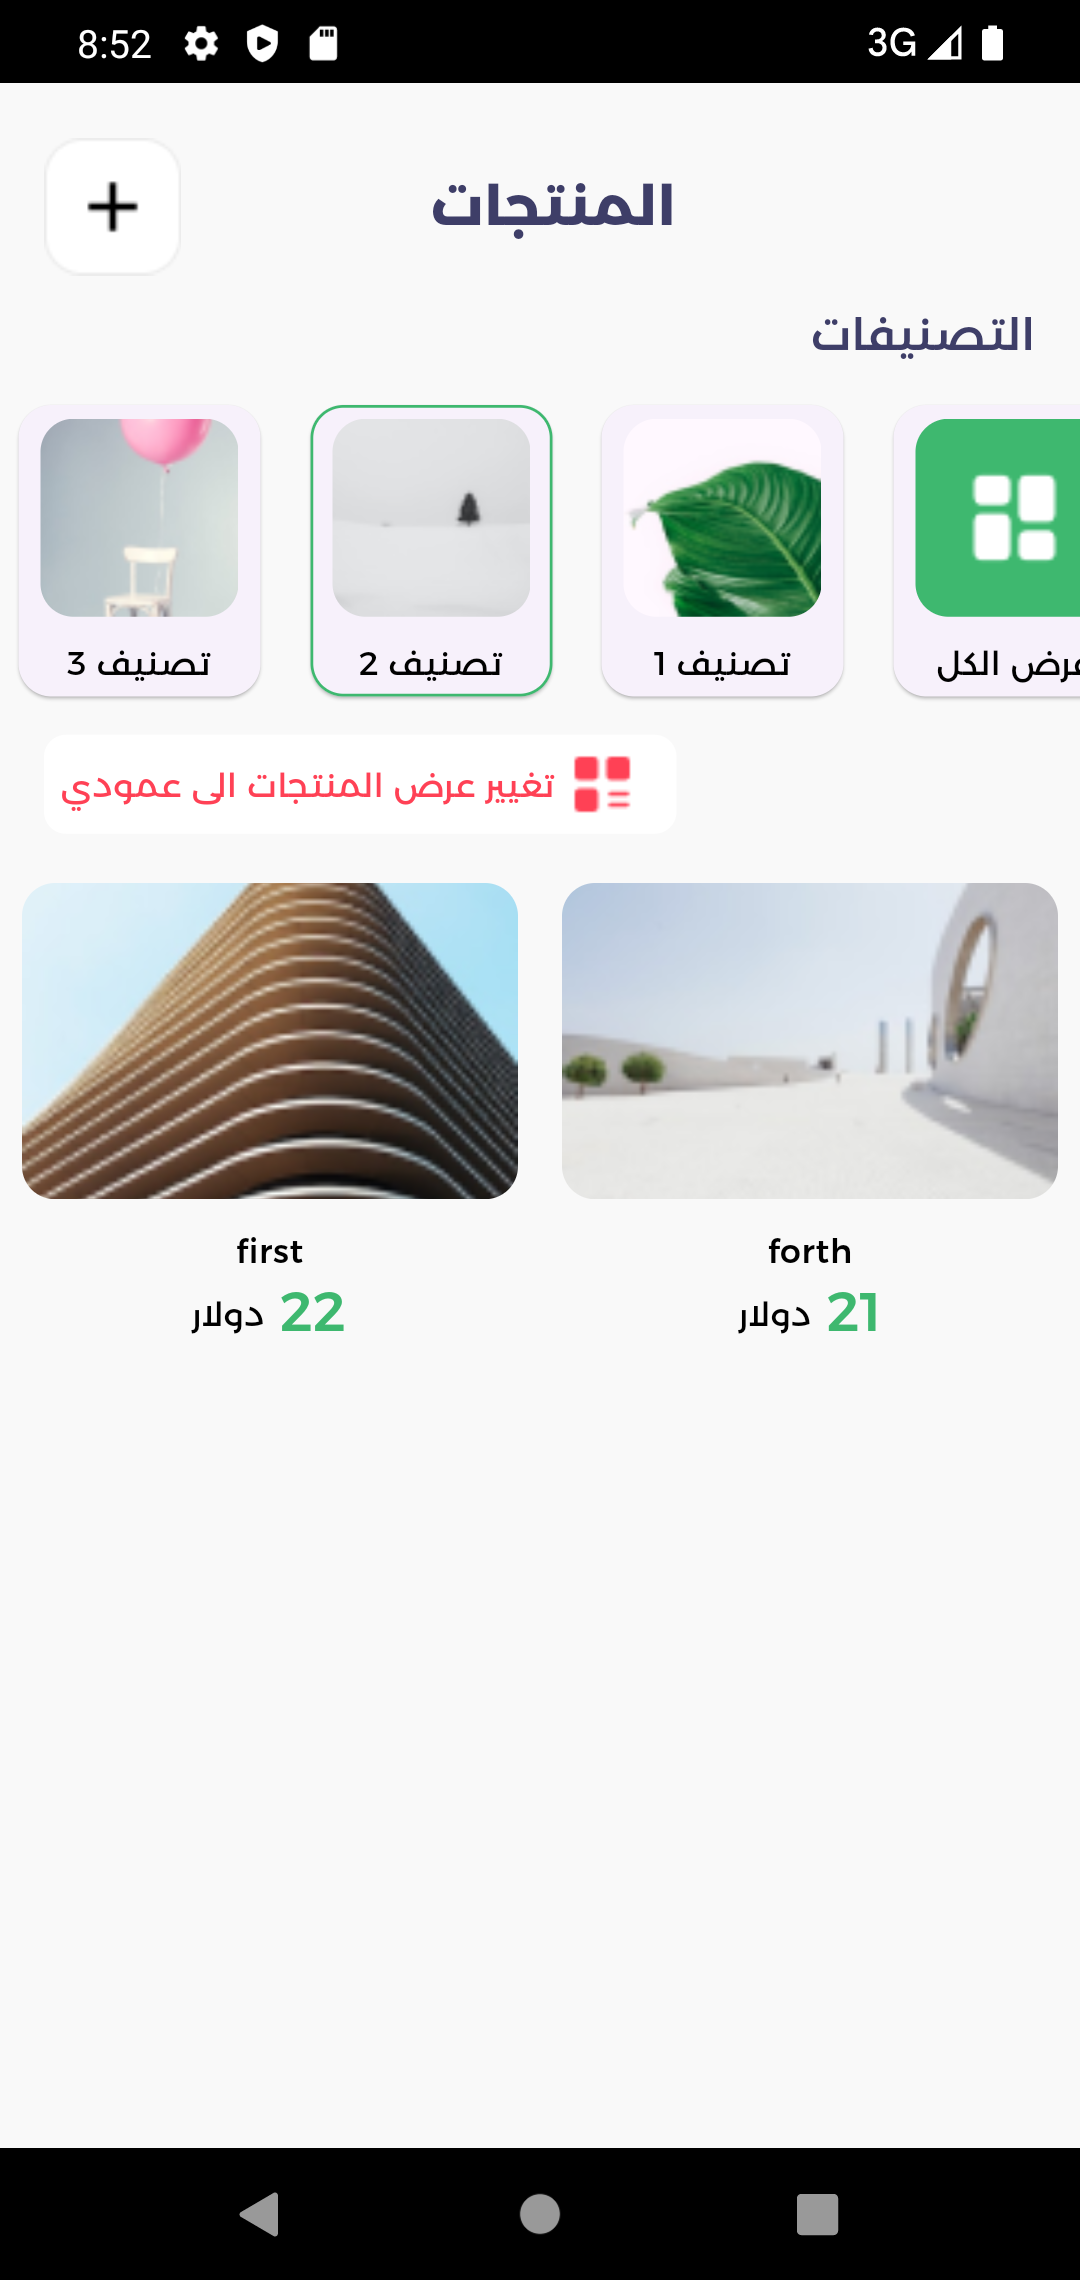 8:52 3G
المنتجات
التصنيفات
عرض الكل
تصنيف 1
تصنيف 2
تصنيف 3
تغيير عرض المنتجات الى عمودي
forth
21 دولار
first
22 دولار